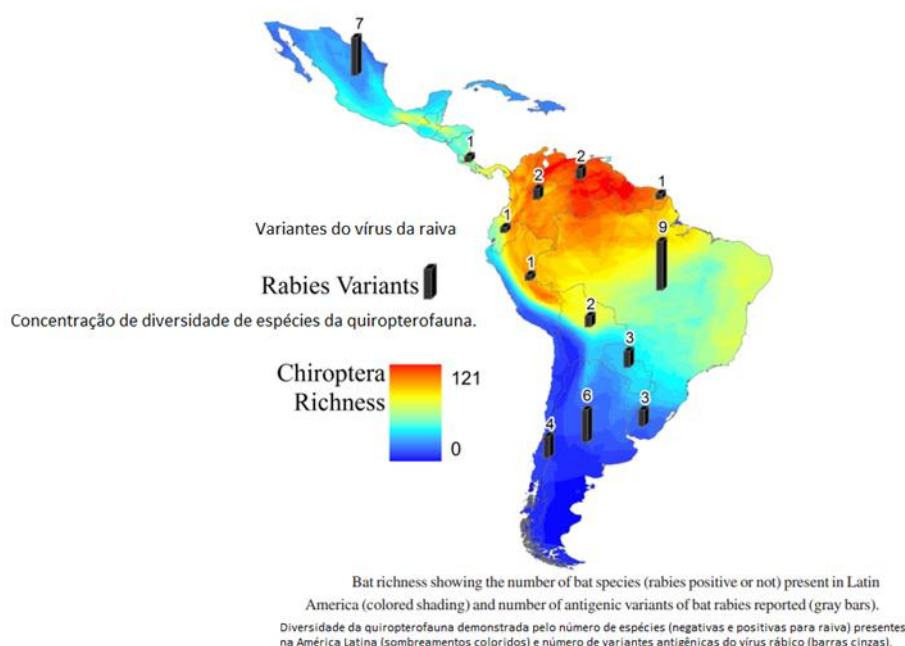 7
1
2
2
1
1
9
Variantes do vírus da raiva
1
Rabies Variants
2
Concentração de diversidade de espécies da quiropterofauna.
3
Chiroptera
Richness
121
0
6
3
4
Bat richness showing the number of bat species (rabies positive or not) present in Latin
America (colored shading) and number of antigenic variants of bat rabies reported (gray bars).
Diversidade da quiropterofauna demonstrada pelo número de espécies (negativas e positivas para raiva) presentes
na América Latina (sombreamentos coloridos) e número de variantes antigênicas do vírus rábico (barras cinzas).